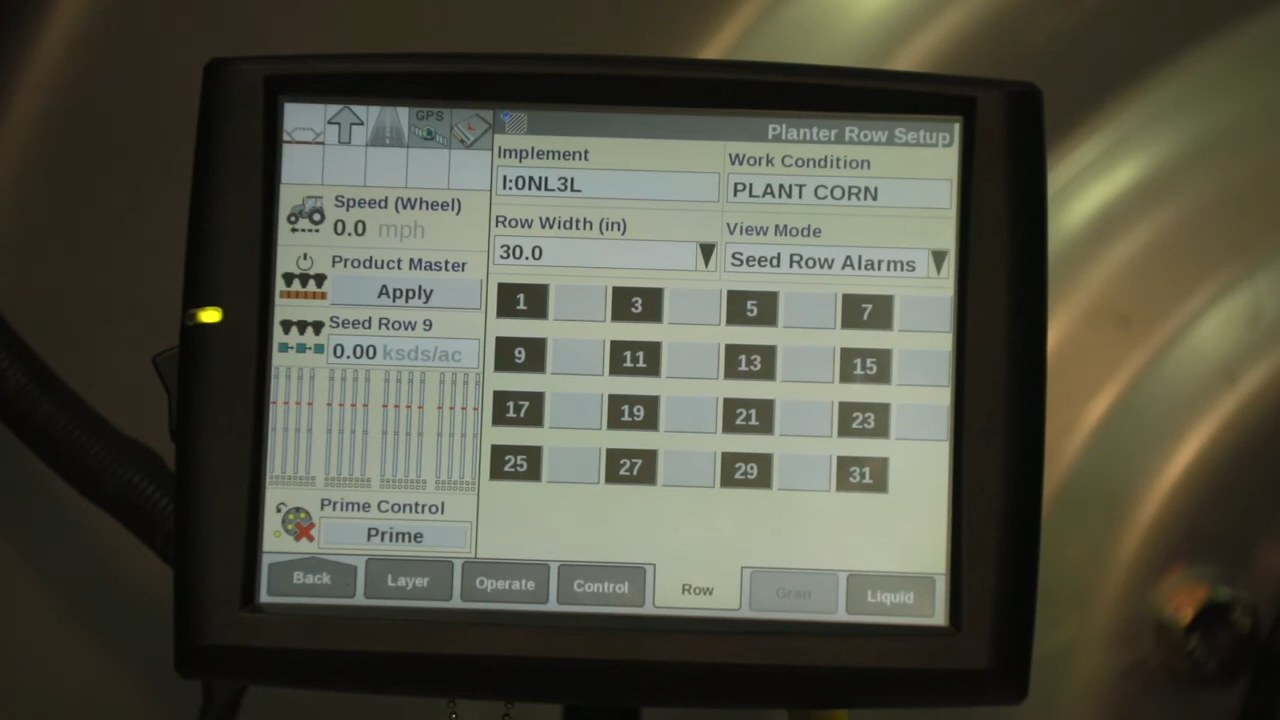 GPS
Planter Row Setup
Implement
I:0NL3L
Work Condition
PLANT CORN
Speed (Wheel)
0.0 mph
Row Width (in)
30.0
View Mode
Seed Row Alarms
Product Master
Apply
Seed Row 9
0.00 ksds/ac
1 3 5 7
9 11 13 15
17 19 21 23
25 27 29 31
Prime Control
Prime
Back
Layer
Operate
Control
Row
Gran
Liquid